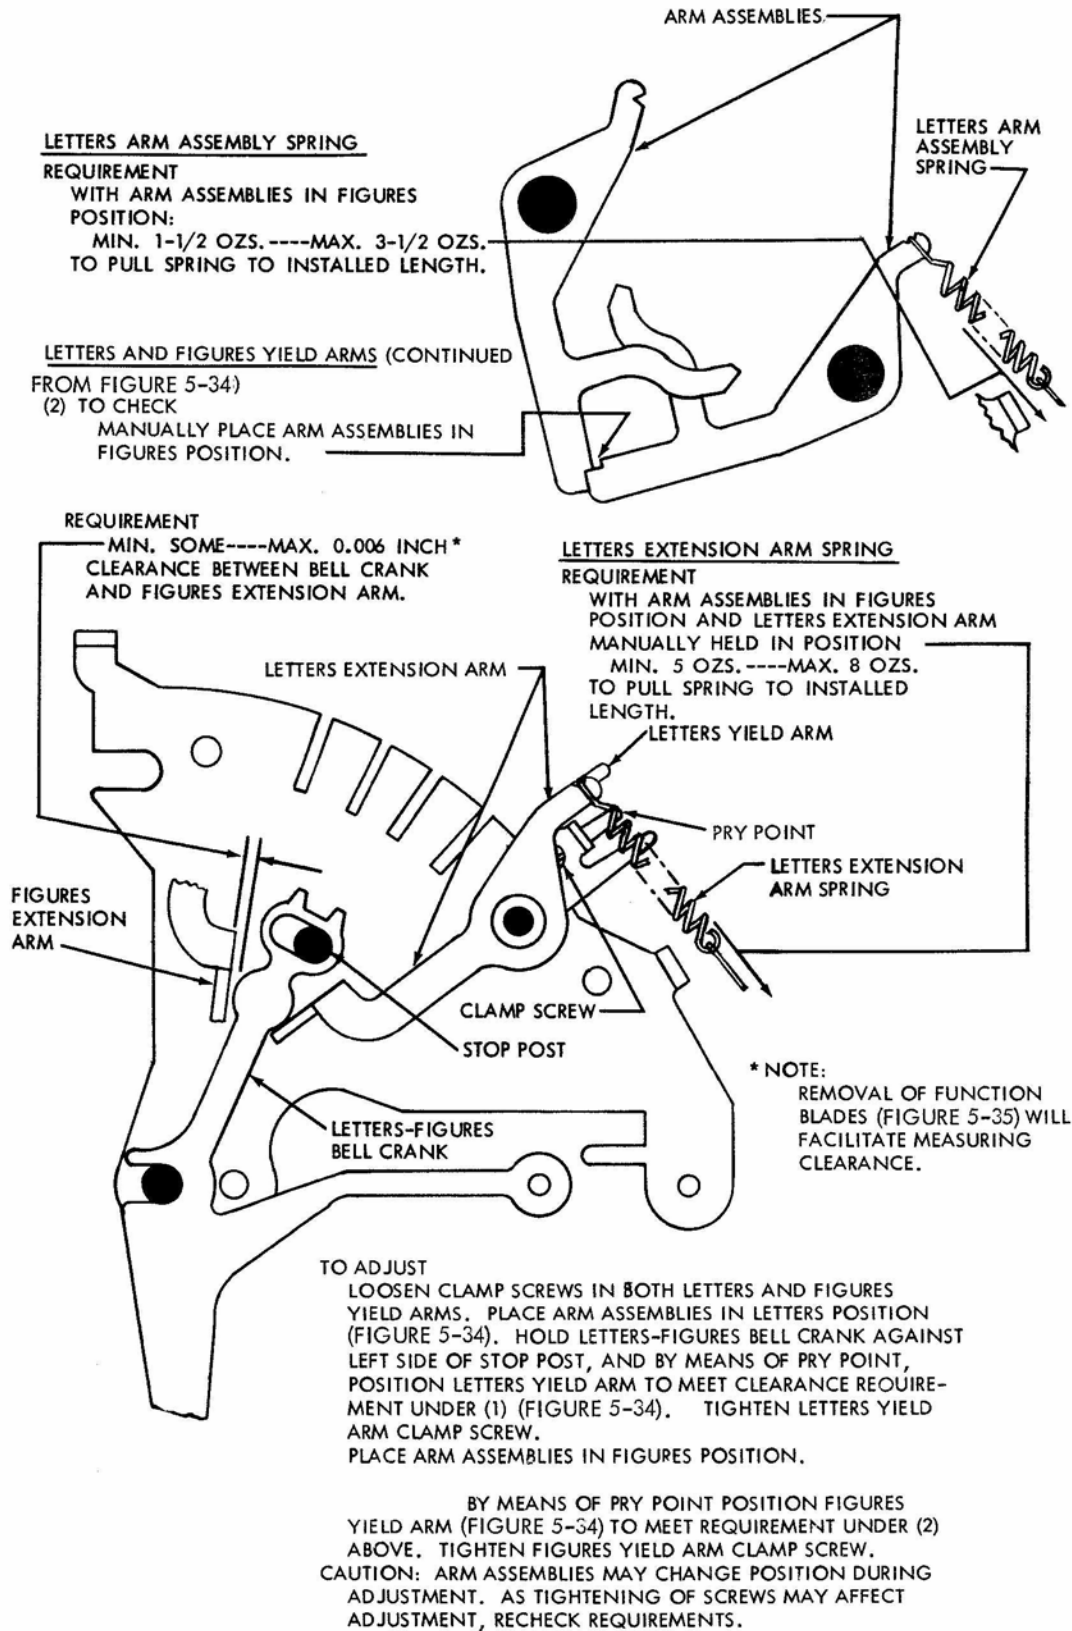 ARM ASSEMBLIES
LETTERS ARM ASSEMBLY SPRING
REQUIREMENT
WITH ARM ASSEMBLIES IN FIGURES
POSITION:
MIN. 1-1/2 OZS.----MAX. 3-1/2 OZS.
TO PULL SPRING TO INSTALLED LENGTH.
LETTERS ARM
ASSEMBLY
SPRING
LETTERS AND FIGURES YIELD ARMS (CONTINUED
FROM FIGURE 5-34)
(2) TO CHECK
MANUALLY PLACE ARM ASSEMBLIES IN
FIGURES POSITION.
REQUIREMENT
MIN. SOME----MAX. 0.006 INCH*
CLEARANCE BETWEEN BELL CRANK
AND FIGURES EXTENSION ARM.
LETTERS EXTENSION ARM SPRING
REQUIREMENT
WITH ARM ASSEMBLIES IN FIGURES
POSITION AND LETTERS EXTENSION ARM
MANUALLY HELD IN POSITION
MIN. 5 OZS.----MAX. 8 OZS.
TO PULL SPRING TO INSTALLED
LENGTH.
LETTERS EXTENSION ARM
LETTERS YIELD ARM
PRY POINT
LETTERS EXTENSION
ARM SPRING
FIGURES
EXTENSION
ARM
CLAMP SCREW
STOP POST
LETTERS-FIGURES
BELL CRANK
* NOTE:
REMOVAL OF FUNCTION
BLADES (FIGURE 5-35) WILL
FACILITATE MEASURING
CLEARANCE.
TO ADJUST
LOOSEN CLAMP SCREWS IN BOTH LETTERS AND FIGURES
YIELD ARMS. PLACE ARM ASSEMBLIES IN LETTERS POSITION
(FIGURE 5-34). HOLD LETTERS-FIGURES BELL CRANK AGAINST
LEFT SIDE OF STOP POST, AND BY MEANS OF PRY POINT,
POSITION LETTERS YIELD ARM TO MEET CLEARANCE REQUIRE-
MENT UNDER (1) (FIGURE 5-34). TIGHTEN LETTERS YIELD
ARM CLAMP SCREW.
PLACE ARM ASSEMBLIES IN FIGURES POSITION.
BY MEANS OF PRY POINT POSITION FIGURES
YIELD ARM (FIGURE 5-34) TO MEET REQUIREMENT UNDER (2)
ABOVE. TIGHTEN FIGURES YIELD ARM CLAMP SCREW.
CAUTION: ARM ASSEMBLIES MAY CHANGE POSITION DURING
ADJUSTMENT. AS TIGHTENING OF SCREWS MAY AFFECT
ADJUSTMENT, RECHECK REQUIREMENTS.